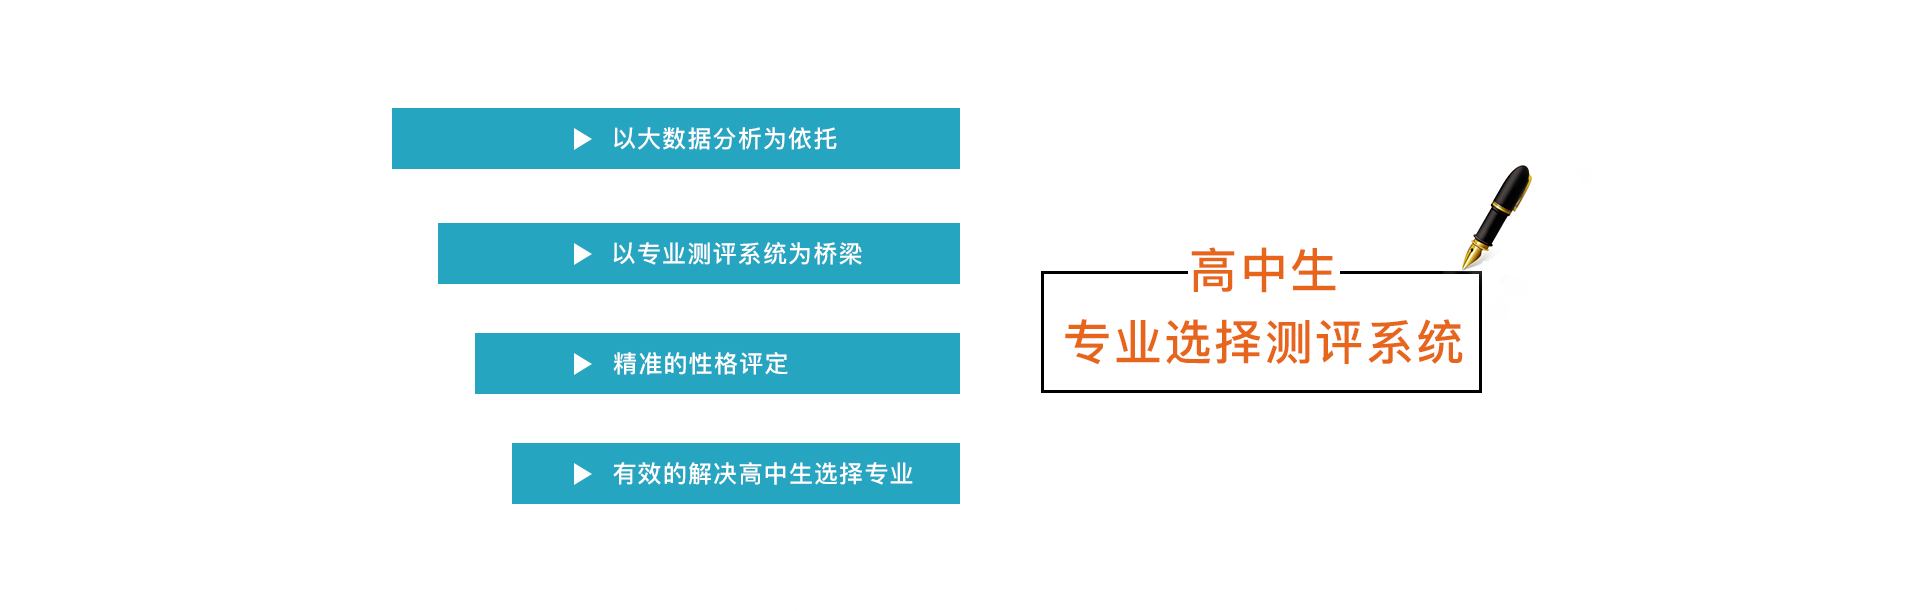 以大数据分析为依托
以专业测评系统为桥梁
精准的性格评定
有效的解决高中生选择专业
高中生
专业选择测评系统